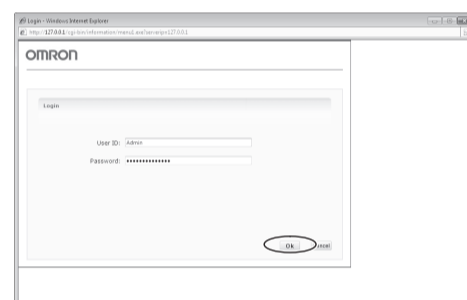 Login - Windows Internet Explorer
OMRON
Login
User ID: Admin
Password: ••••••••••••••
Ok